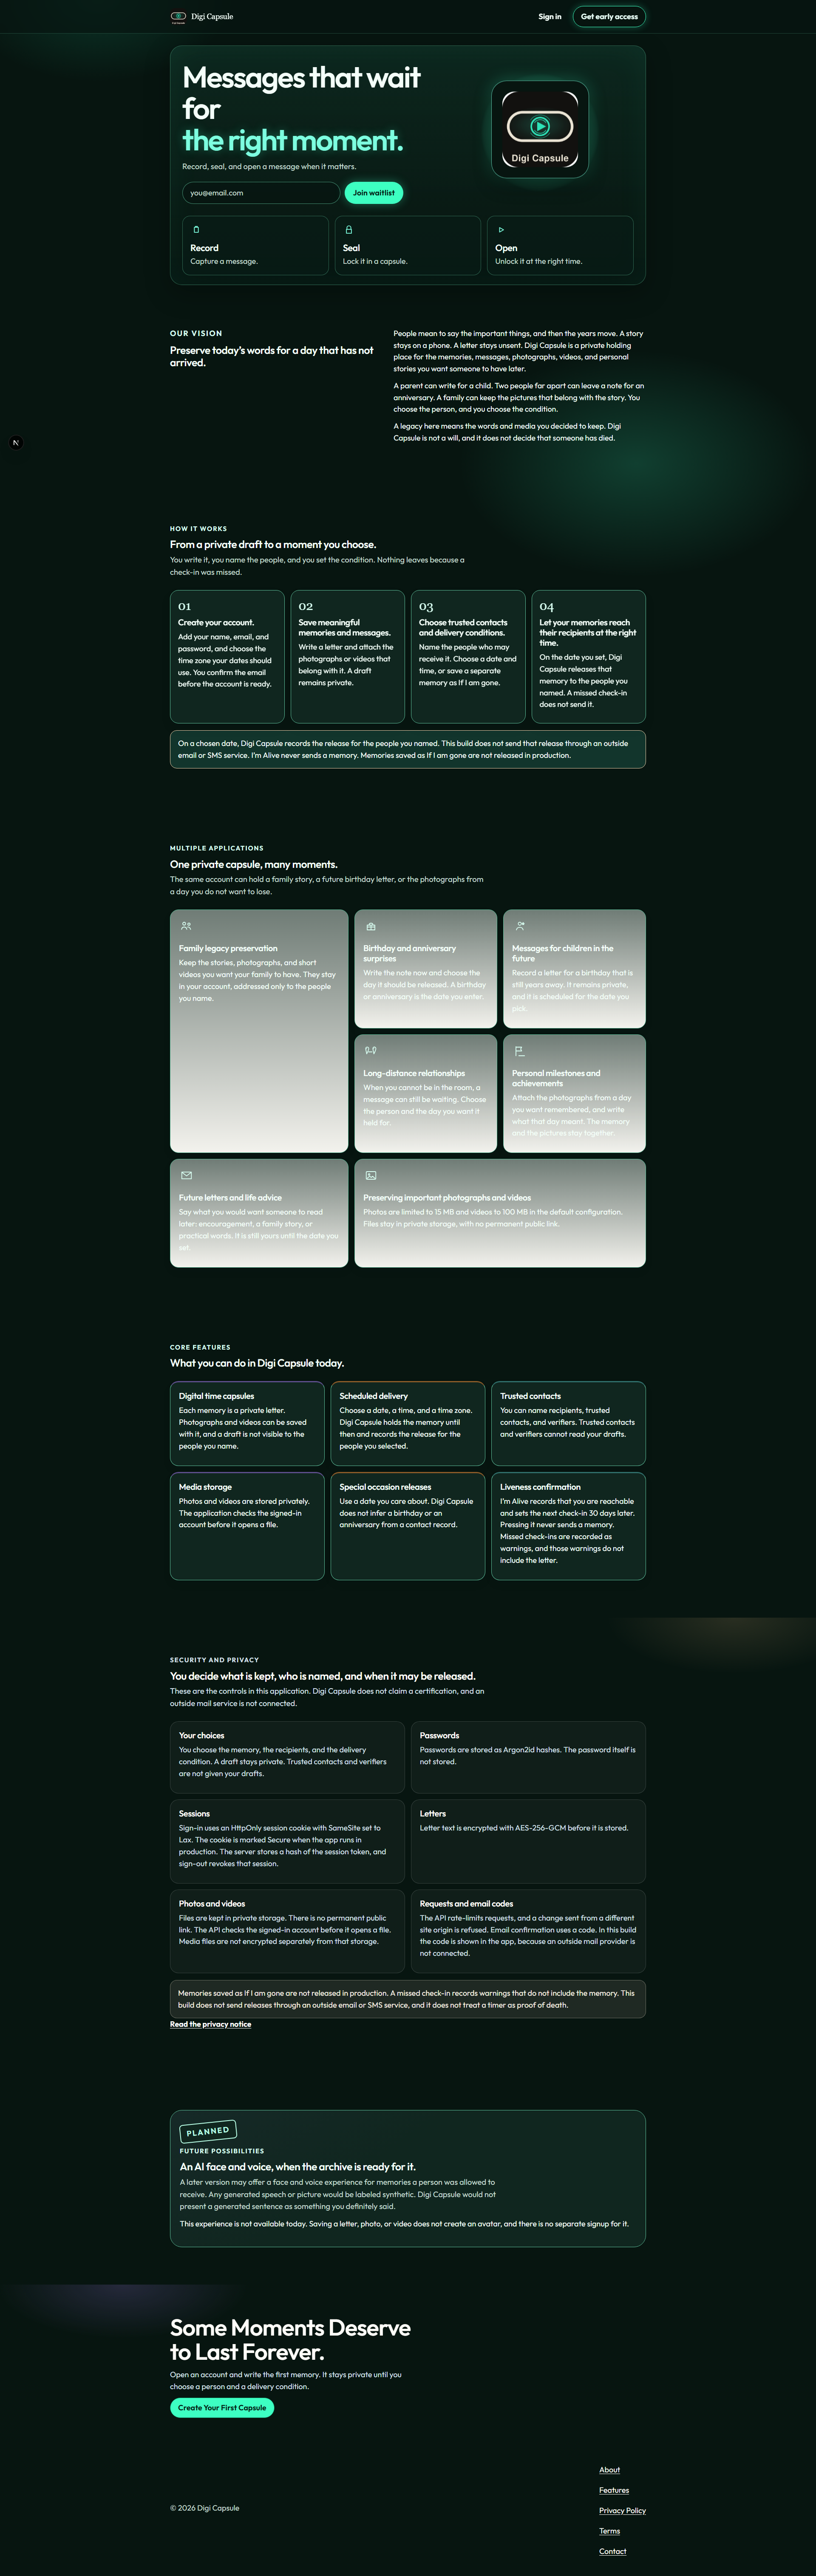 Digi Capsule
Sign in
Get early access
Messages that wait
for
the right moment.
Record, seal, and open a message when it matters.
you@email.com
Join waitlist
Digi Capsule
Record
Capture a message.
Seal
Lock it in a capsule.
Open
Unlock it at the right time.
OUR VISION
Preserve today's words for a day that has not
arrived.
People mean to say the important things, and then the years move. A story
stays on a phone. A letter stays unsent. Digi Capsule is a private holding
place for the memories, messages, photographs, videos, and personal
stories you want someone to have later.
A parent can write for a child. Two people far apart can leave a note for an
anniversary. A family can keep the pictures that belong with the story. You
choose the person, and you choose the condition.
A legacy here means the words and media you decided to keep. Digi
Capsule is not a will, and it does not decide that someone has died.
N
HOW IT WORKS
From a private draft to a moment you choose.
You write it, you name the people, and you set the condition. Nothing leaves because a
check-in was missed.
01
Create your account.
Add your name, email, and
password, and choose the
time zone your dates should
use. You confirm the email
before the account is ready.
02
Save meaningful
memories and messages.
Write a letter and attach the
photographs or videos that
belong with it. A draft
remains private.
03
Choose trusted contacts
and delivery conditions.
Name the people who may
receive it. Choose a date and
time, or save a separate
memory as If I am gone.
04
Let your memories reach
their recipients at the right
time.
On the date you set, Digi
Capsule releases that
memory to the people you
named. A missed check-in
does not send it.
On a chosen date, Digi Capsule records the release for the people you named. This build does not send that release through an outside
email or SMS service. I'm Alive never sends a memory. Memories saved as If I am gone are not released in production.
MULTIPLE APPLICATIONS
One private capsule, many moments.
The same account can hold a family story, a future birthday letter, or the photographs from
a day you do not want to lose.
Family legacy preservation
Keep the stories, photographs, and short
videos you want your family to have. They stay
in your account, addressed only to the people
you name.
Birthday and anniversary
surprises
Write the note now and choose the
day it should be released. A birthday
or anniversary is the date you enter.
Messages for children in the
future
Record a letter for a birthday that is
still years away. It remains private,
and it is scheduled for the date you
pick.
Long-distance relationships
When you cannot be in the room, a
message can still be waiting. Choose
the person and the day you want it
held for.
Personal milestones and
achievements
Attach the photographs from a day
you want remembered, and write
what that day meant. The memory
and the pictures stay together.
Future letters and life advice
Say what you would want someone to read
later: encouragement, a family story, or
practical words. It is still yours until the date you
set.
Preserving important photographs and videos
Photos are limited to 15 MB and videos to 100 MB in the default configuration.
Files stay in private storage, with no permanent public link.
CORE FEATURES
What you can do in Digi Capsule today.
Digital time capsules
Each memory is a private letter.
Photographs and videos can be saved
with it, and a draft is not visible to the
people you name.
Scheduled delivery
Choose a date, a time, and a time zone.
Digi Capsule holds the memory until
then and records the release for the
people you selected.
Trusted contacts
You can name recipients, trusted
contacts, and verifiers. Trusted contacts
and verifiers cannot read your drafts.
Media storage
Photos and videos are stored privately.
The application checks the signed-in
account before it opens a file.
Special occasion releases
Use a date you care about. Digi Capsule
does not infer a birthday or an
anniversary from a contact record.
Liveness confirmation
I'm Alive records that you are reachable
and sets the next check-in 30 days later.
Pressing it never sends a memory.
Missed check-ins are recorded as
warnings, and those warnings do not
include the letter.
SECURITY AND PRIVACY
You decide what is kept, who is named, and when it may be released.
These are the controls in this application. Digi Capsule does not claim a certification, and an
outside mail service is not connected.
Your choices
You choose the memory, the recipients, and the delivery
condition. A draft stays private. Trusted contacts and verifiers
are not given your drafts.
Passwords
Passwords are stored as Argon2id hashes. The password itself is
not stored.
Sessions
Sign-in uses an HttpOnly session cookie with SameSite set to
Lax. The cookie is marked Secure when the app runs in
production. The server stores a hash of the session token, and
sign-out revokes that session.
Letters
Letter text is encrypted with AES-256-GCM before it is stored.
Photos and videos
Files are kept in private storage. There is no permanent public
link. The API checks the signed-in account before it opens a file.
Media files are not encrypted separately from that storage.
Requests and email codes
The API rate-limits requests, and a change sent from a different
site origin is refused. Email confirmation uses a code. In this build
the code is shown in the app, because an outside mail provider is
not connected.
Memories saved as If I am gone are not released in production. A missed check-in records warnings that do not include the memory. This
build does not send releases through an outside email or SMS service, and it does not treat a timer as proof of death.
Read the privacy notice
PLANNED
FUTURE POSSIBILITIES
An AI face and voice, when the archive is ready for it.
A later version may offer a face and voice experience for memories a person was allowed to
receive. Any generated speech or picture would be labeled synthetic. Digi Capsule would not
present a generated sentence as something you definitely said.
This experience is not available today. Saving a letter, photo, or video does not create an avatar, and there is no separate signup for it.
Some Moments Deserve
to Last Forever.
Open an account and write the first memory. It stays private until you
choose a person and a delivery condition.
Create Your First Capsule
© 2026 Digi Capsule
About
Features
Privacy Policy
Terms
Contact